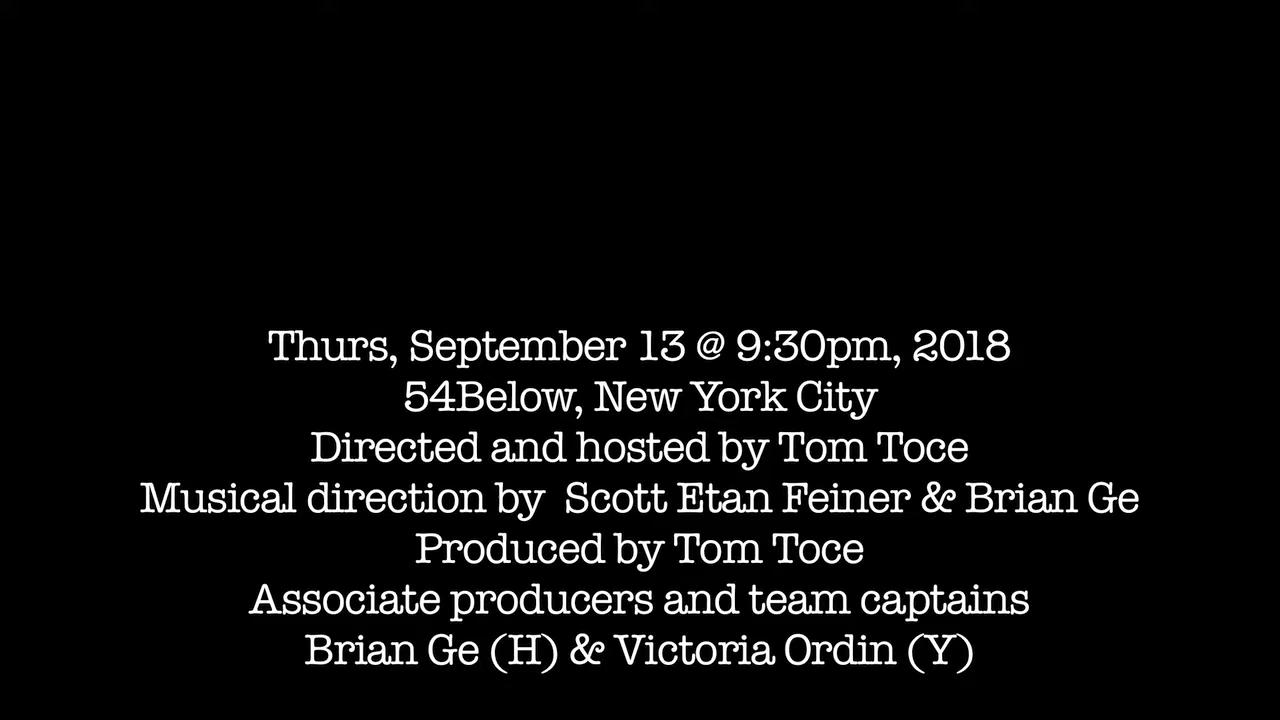 Thurs, September 13 @ 9:30pm, 2018
54Below, New York City
Directed and hosted by Tom Toce
Musical direction by  Scott Etan Feiner & Brian Ge
Produced by Tom Toce
Associate producers and team captains
Brian Ge (H) & Victoria Ordin (Y)